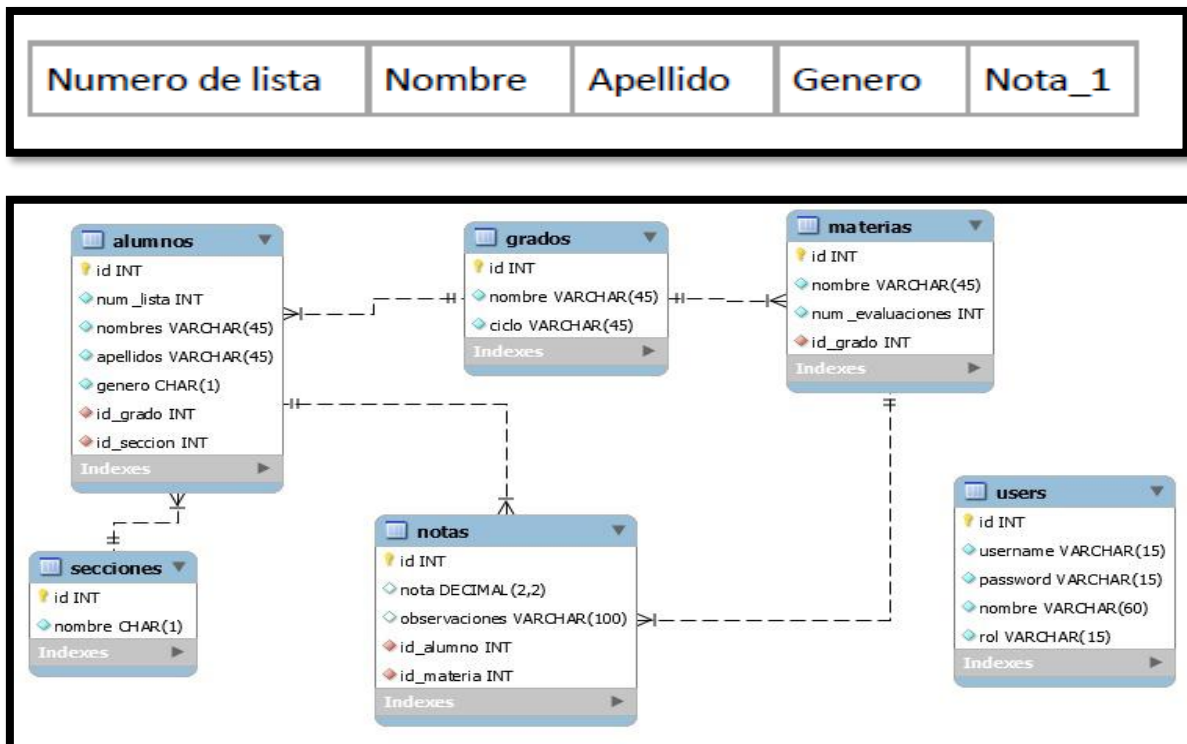 Numero de lista Nombre Apellido Genero Nota_1
alumnos
id INT
num_lista INT
nombres VARCHAR(45)
apellidos VARCHAR(45)
genero CHAR(1)
id_grado INT
id_seccion INT
Indexes
grados
id INT
nombre VARCHAR(45)
ciclo VARCHAR(45)
Indexes
materias
id INT
nombre VARCHAR(45)
num_evaluaciones INT
id_grado INT
Indexes
secciones
id INT
nombre CHAR(1)
Indexes
notas
id INT
nota DECIMAL(2,2)
observaciones VARCHAR(100)
id_alumno INT
id_materia INT
Indexes
users
id INT
username VARCHAR(15)
password VARCHAR(15)
nombre VARCHAR(60)
rol VARCHAR(15)
Indexes